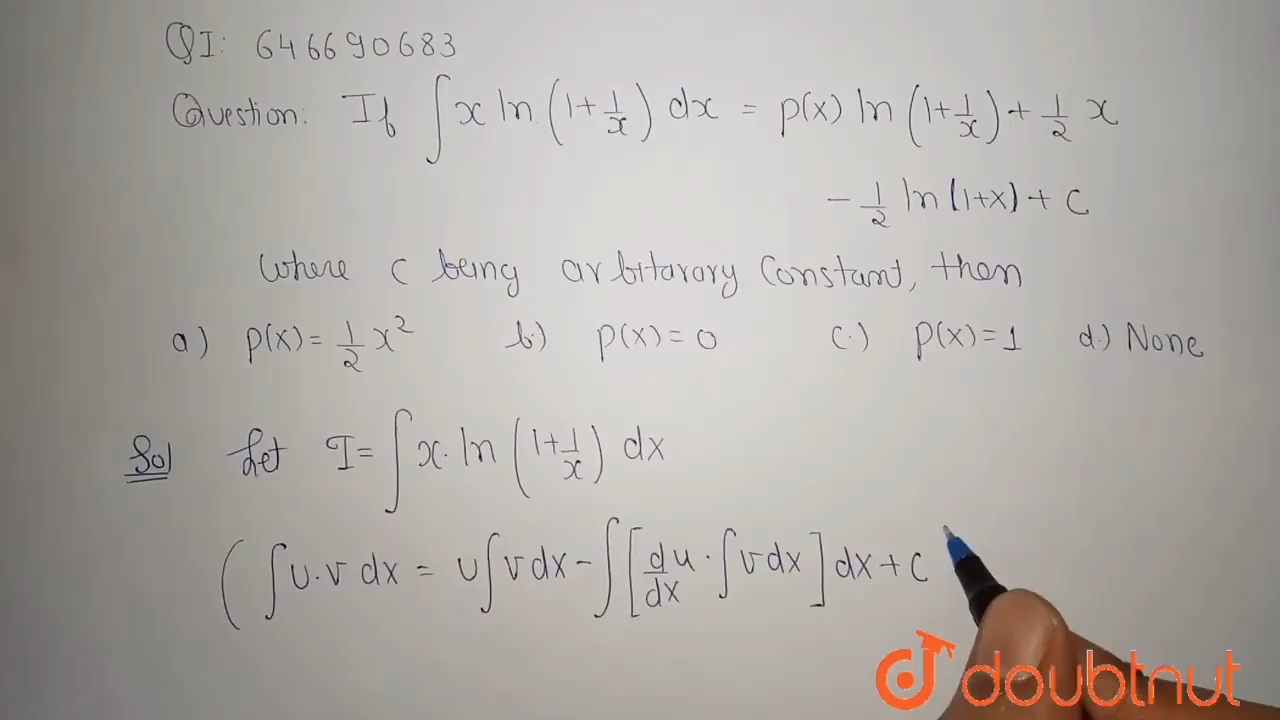 QI: 646690683
Question: If ∫ x ln (1+1/x) dx = p(x) ln (1+1/x) + 1/2 x
- 1/2 ln (1+x) + C
Where C being arbitarary Constant, then
a) p(x) = 1/2 x² b.) p(x) = 0 c.) p(x) = 1 d.) None
Sol Let I = ∫ x. ln (1+1/x) dx
( ∫ u.v dx = u∫v dx - ∫ [du/dx . ∫v dx] dx + C
doubtnut